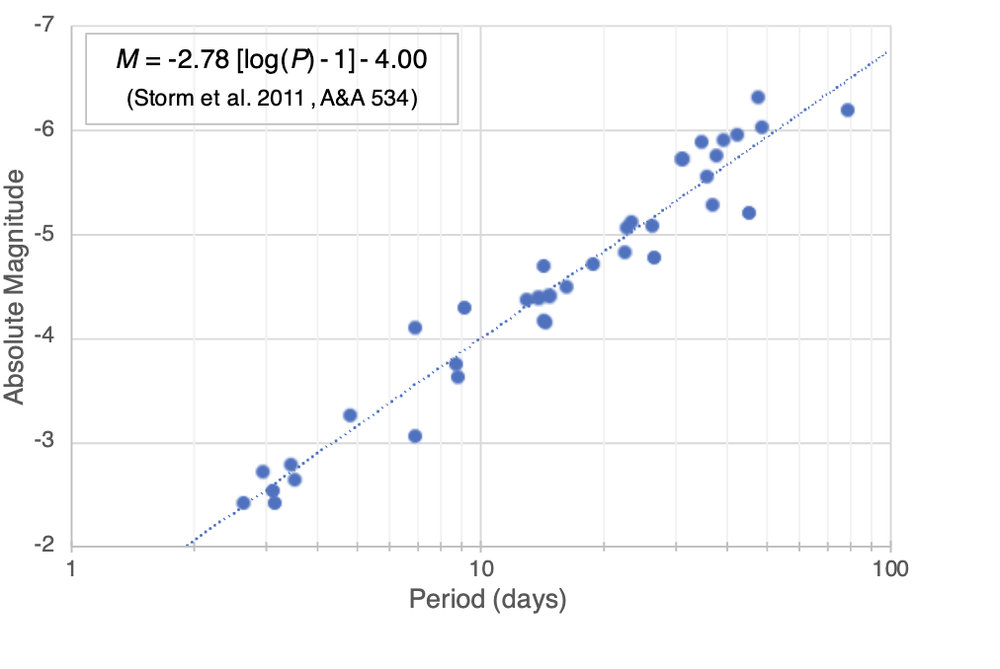 -7
M = -2.78 [log(P) - 1] - 4.00
(Storm et al. 2011 , A&A 534)
-6
-5
-4
-3
-2
Absolute Magnitude
1 10 100
Period (days)